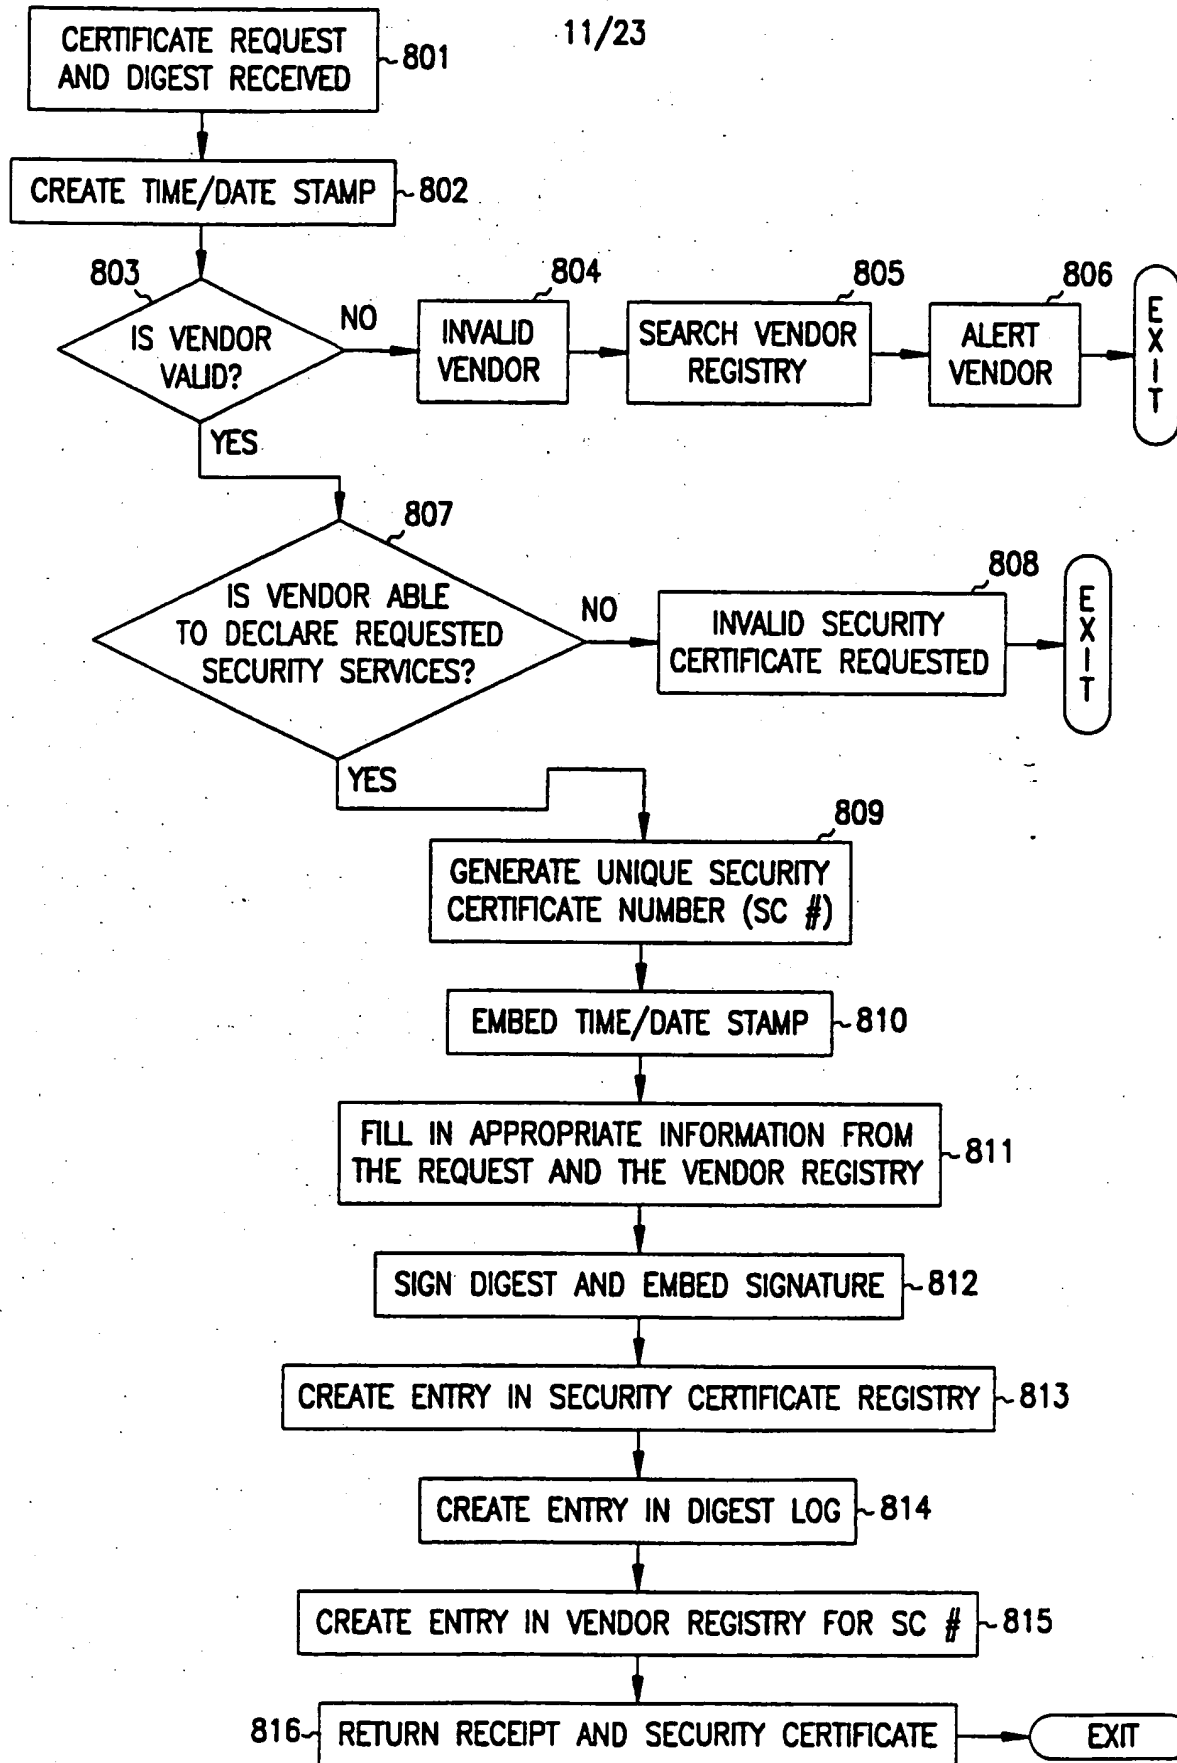 11/23
CERTIFICATE REQUEST
AND DIGEST RECEIVED
801
CREATE TIME/DATE STAMP
802
803
IS VENDOR
VALID?
NO
YES
804
INVALID
VENDOR
805
SEARCH VENDOR
REGISTRY
806
ALERT
VENDOR
EXIT
807
IS VENDOR ABLE
TO DECLARE REQUESTED
SECURITY SERVICES?
NO
YES
808
INVALID SECURITY
CERTIFICATE REQUESTED
EXIT
809
GENERATE UNIQUE SECURITY
CERTIFICATE NUMBER (SC #)
EMBED TIME/DATE STAMP
810
FILL IN APPROPRIATE INFORMATION FROM
THE REQUEST AND THE VENDOR REGISTRY
811
SIGN DIGEST AND EMBED SIGNATURE
812
CREATE ENTRY IN SECURITY CERTIFICATE REGISTRY
813
CREATE ENTRY IN DIGEST LOG
814
CREATE ENTRY IN VENDOR REGISTRY FOR SC #
815
816
RETURN RECEIPT AND SECURITY CERTIFICATE
EXIT